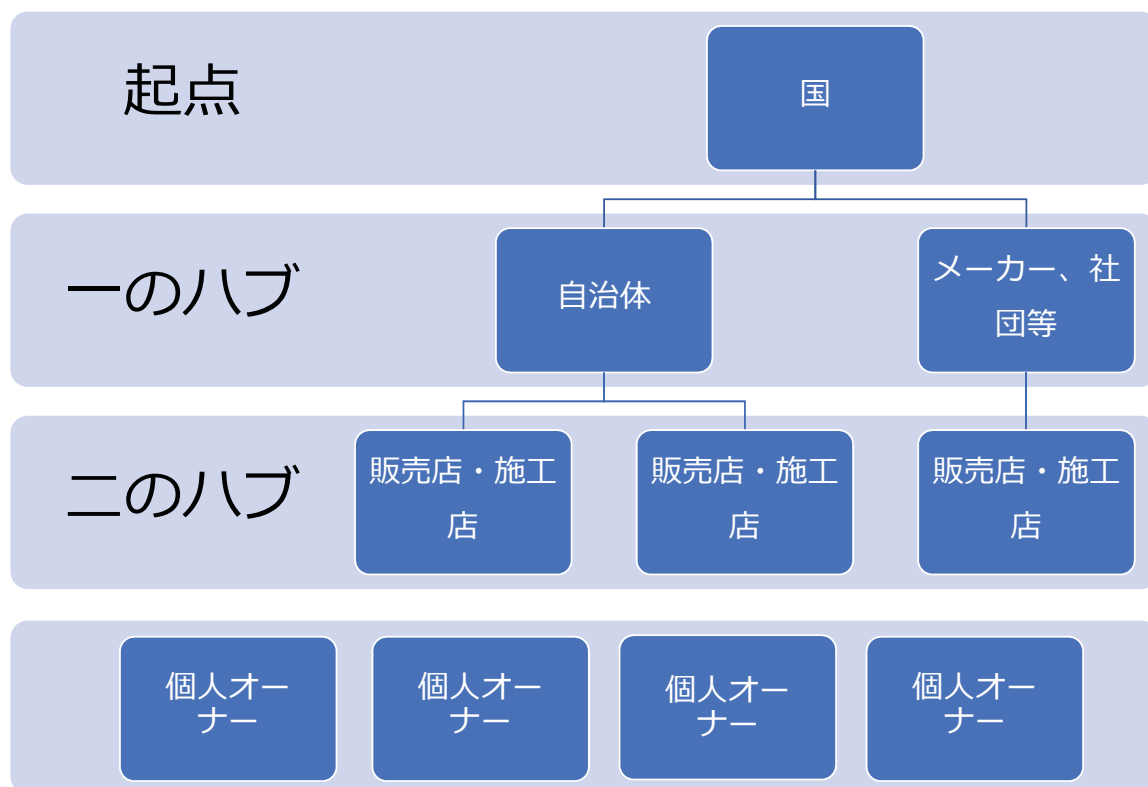 起点
国
一のハブ
自治体
メーカー、社
団等
二のハブ
販売店・施工
店
販売店・施工
店
販売店・施工
店
個人オー
ナー
個人オー
ナー
個人オー
ナー
個人オー
ナー